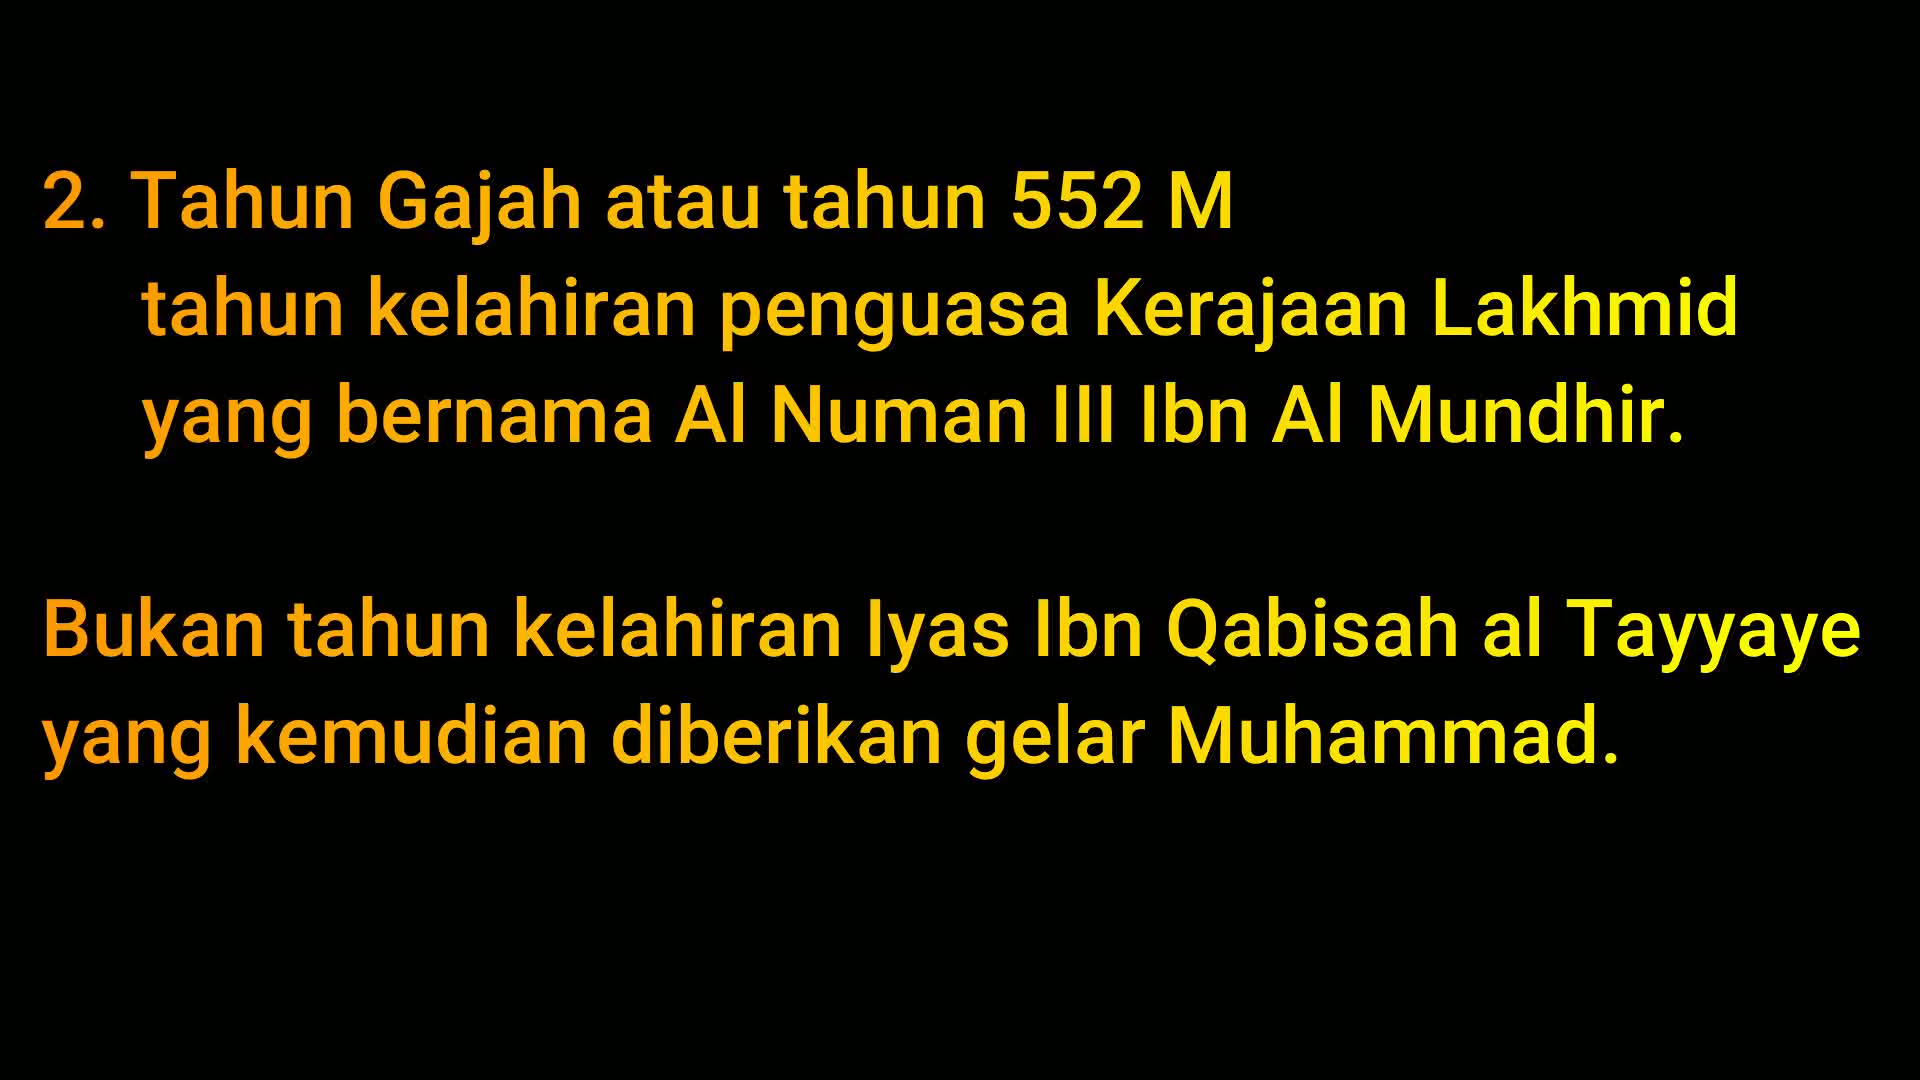 2. Tahun Gajah atau tahun 552 M
tahun kelahiran penguasa Kerajaan Lakhmid
yang bernama Al Numan III Ibn Al Mundhir.
Bukan tahun kelahiran Iyas Ibn Qabisah al Tayyaye
yang kemudian diberikan gelar Muhammad.